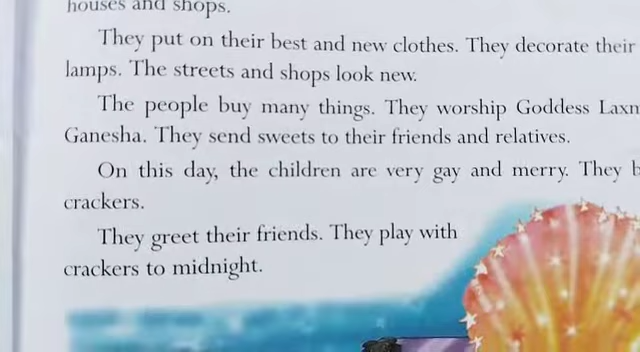 houses and shops.
They put on their best and new clothes. They decorate their
lamps. The streets and shops look new.
The people buy many things. They worship Goddess
Ganesha. They send sweets to their friends and relatives.
On this day, the children are very gay and merry. They
crackers.
They greet their friends. They play with
crackers to midnight.